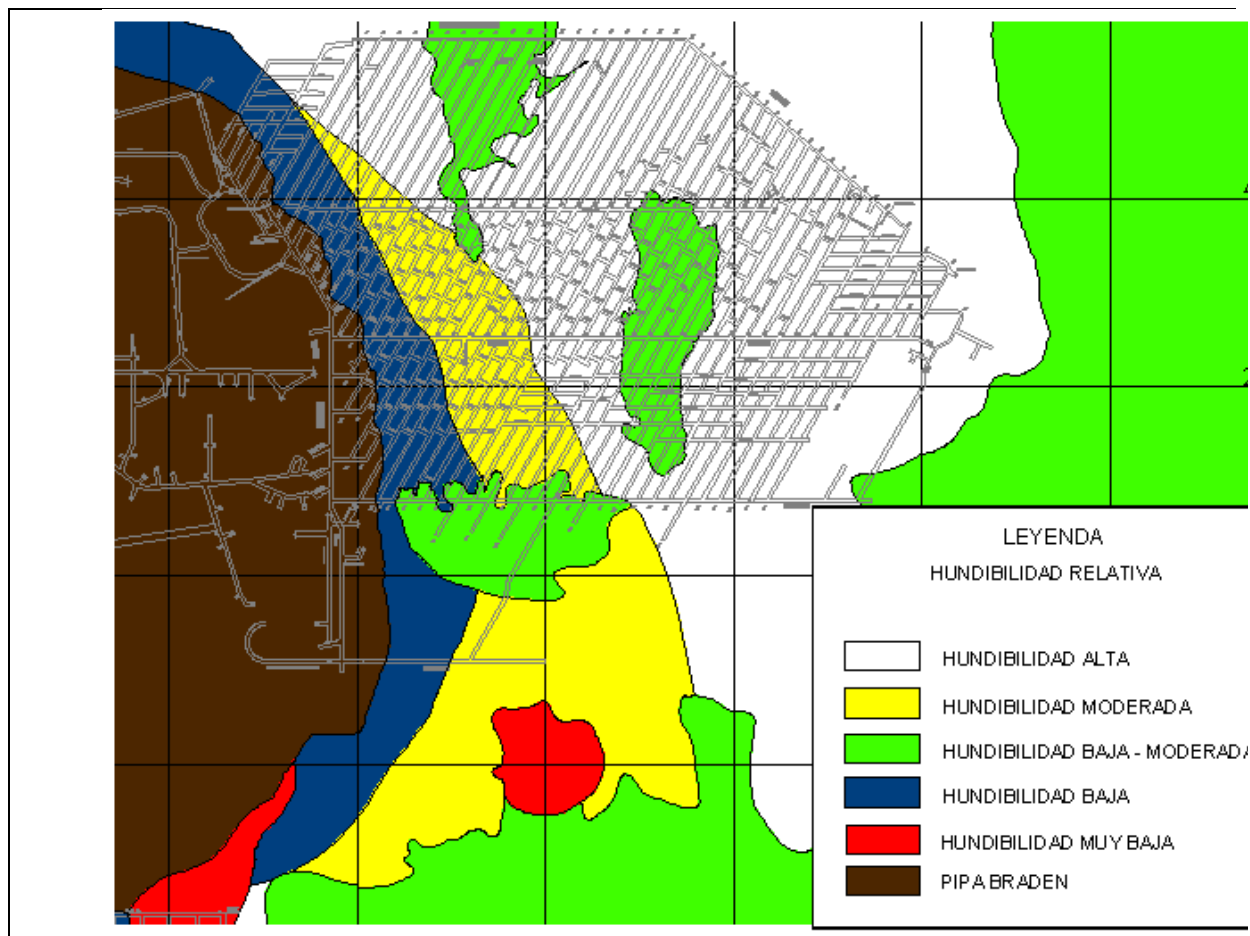 LEYENDA
HUNDIBILIDAD RELATIVA
HUNDIBILIDAD ALTA
HUNDIBILIDAD MODERADA
HUNDIBILIDAD BAJA - MODERADA
HUNDIBILIDAD BAJA
HUNDIBILIDAD MUY BAJA
PIPA BRADEN